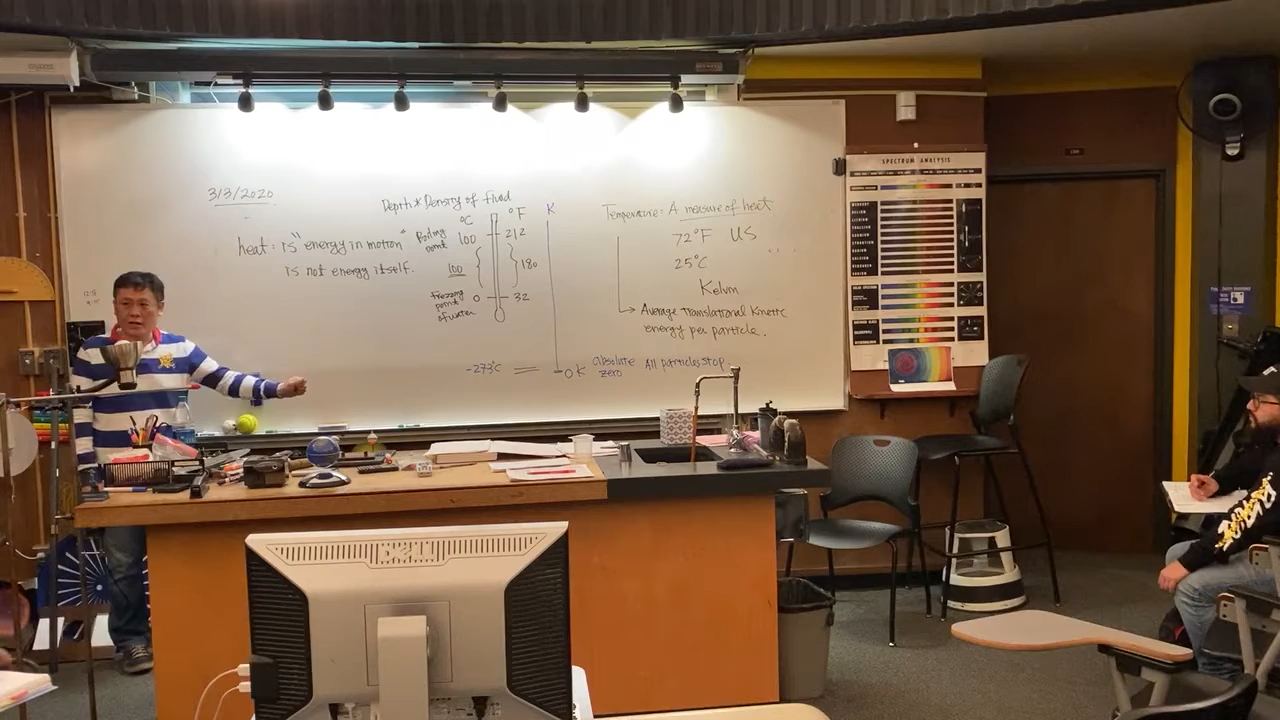 3/3/2020
heat: is "energy in motion"
is not energy itself.
Depth * Density of fluid
°C °F K
Boiling point 100 212
100 180
freezing point of water 0 32
-273°C = 0K absolute zero All particles stop.
Temperature: A measure of heat
72°F US
25°C
Kelvin
Average Translational Kinetic
energy per particle.
SPECTRUM ANALYSIS